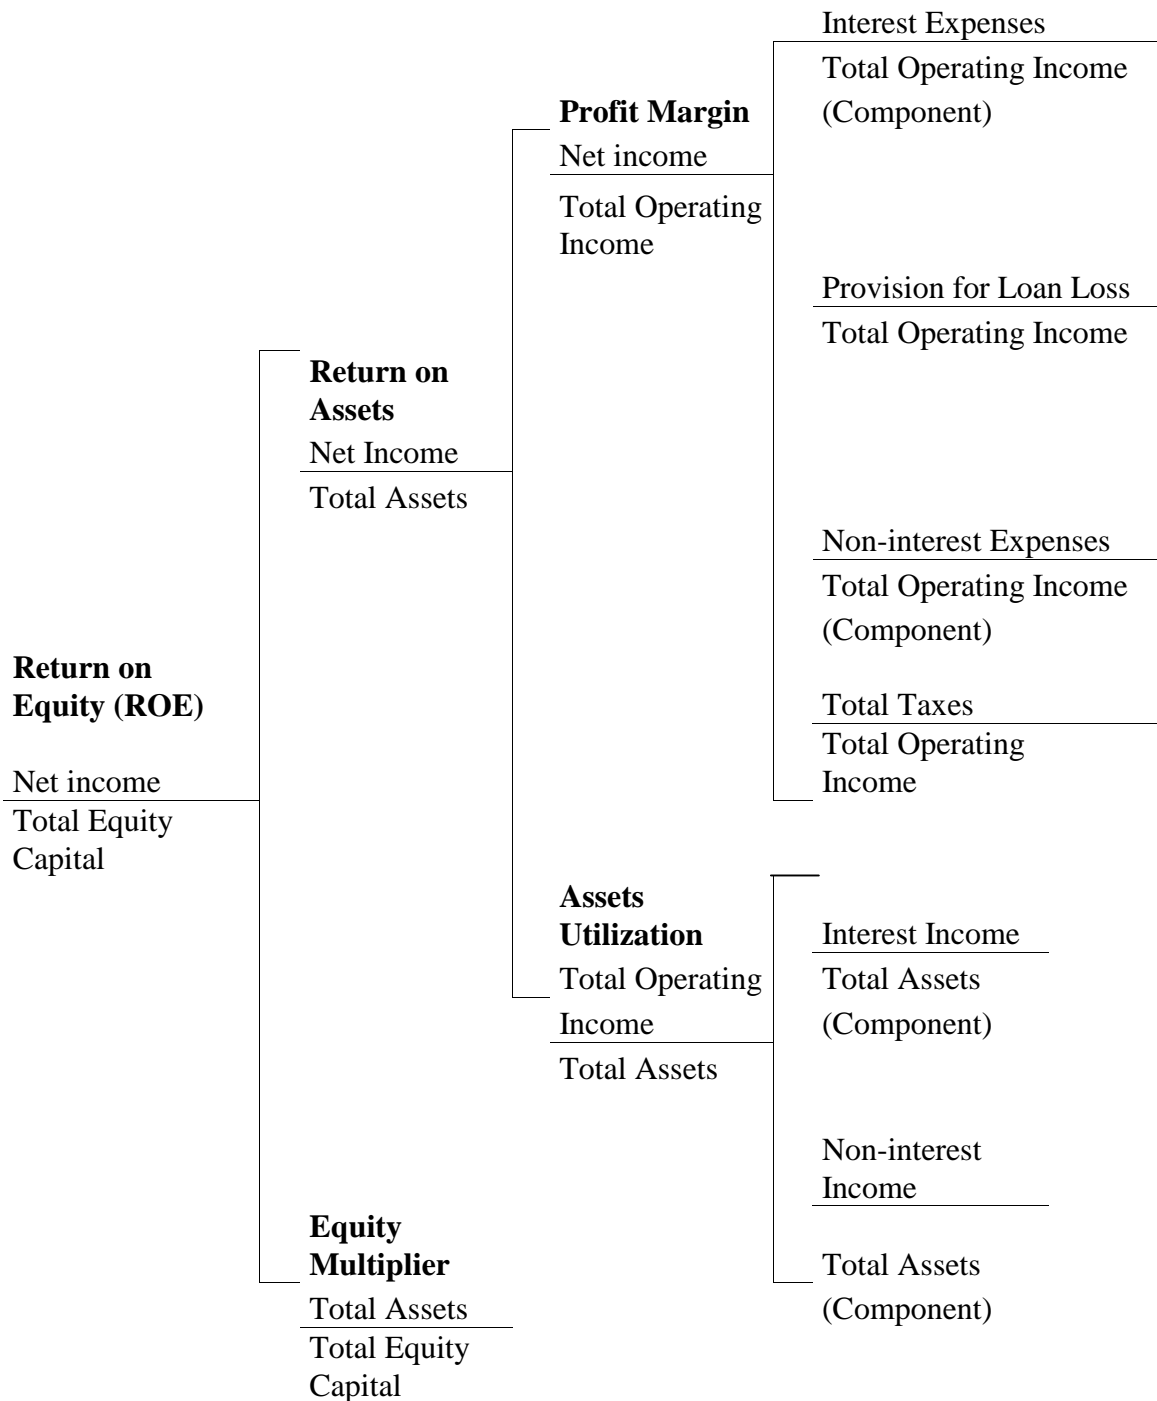 Interest Expenses
Total Operating Income
(Component)
Profit Margin
Net income
Total Operating
Income
Provision for Loan Loss
Total Operating Income
Return on
Assets
Net Income
Total Assets
Non-interest Expenses
Total Operating Income
(Component)
Return on
Equity (ROE)
Net income
Total Equity
Capital
Total Taxes
Total Operating
Income
Assets
Utilization
Total Operating
Income
Total Assets
Interest Income
Total Assets
(Component)
Non-interest
Income
Total Assets
(Component)
Equity
Multiplier
Total Assets
Total Equity
Capital